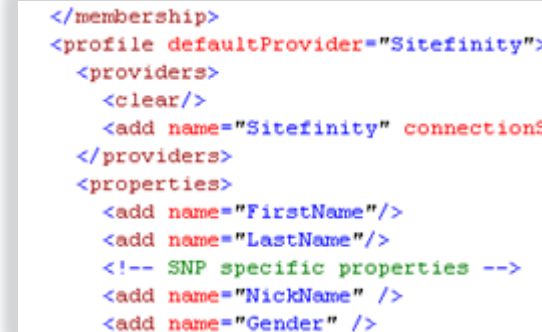 </membership>
<profile defaultProvider="Sitefinity">
<providers>
<clear/>
<add name="Sitefinity" connectionS
</providers>
<properties>
<add name="FirstName"/>
<add name="LastName"/>
<!-- SNP specific properties -->
<add name="NickName" />
<add name="Gender" />